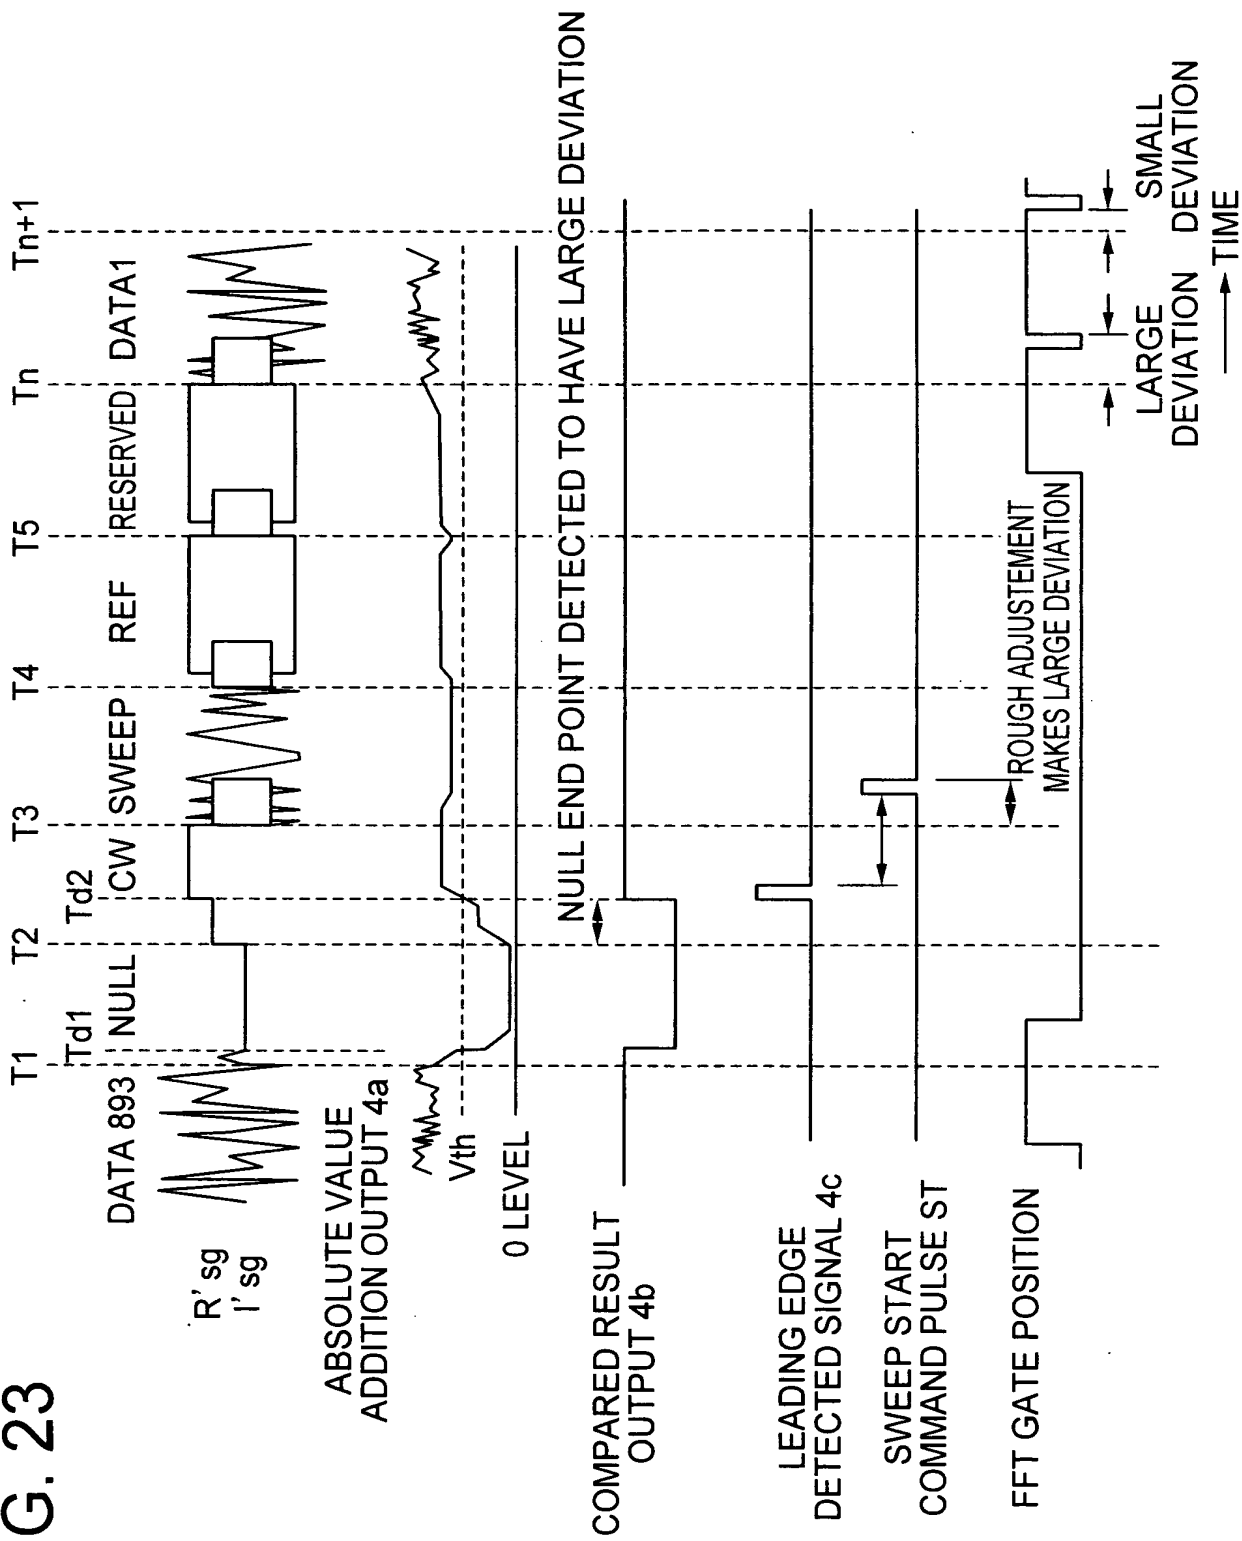 G. 23
T1
Td1
T2
Td2
T3
T4
T5
Tn
Tn+1
DATA 893
NULL
CW
SWEEP
REF
RESERVED
DATA1
R' sg
I' sg
ABSOLUTE VALUE
ADDITION OUTPUT 4a
Vth
0 LEVEL
NULL END POINT DETECTED TO HAVE LARGE DEVIATION
COMPARED RESULT
OUTPUT 4b
LEADING EDGE
DETECTED SIGNAL 4c
SWEEP START
COMMAND PULSE ST
ROUGH ADJUSTEMENT
MAKES LARGE DEVIATION
FFT GATE POSITION
LARGE
DEVIATION
SMALL
DEVIATION
TIME